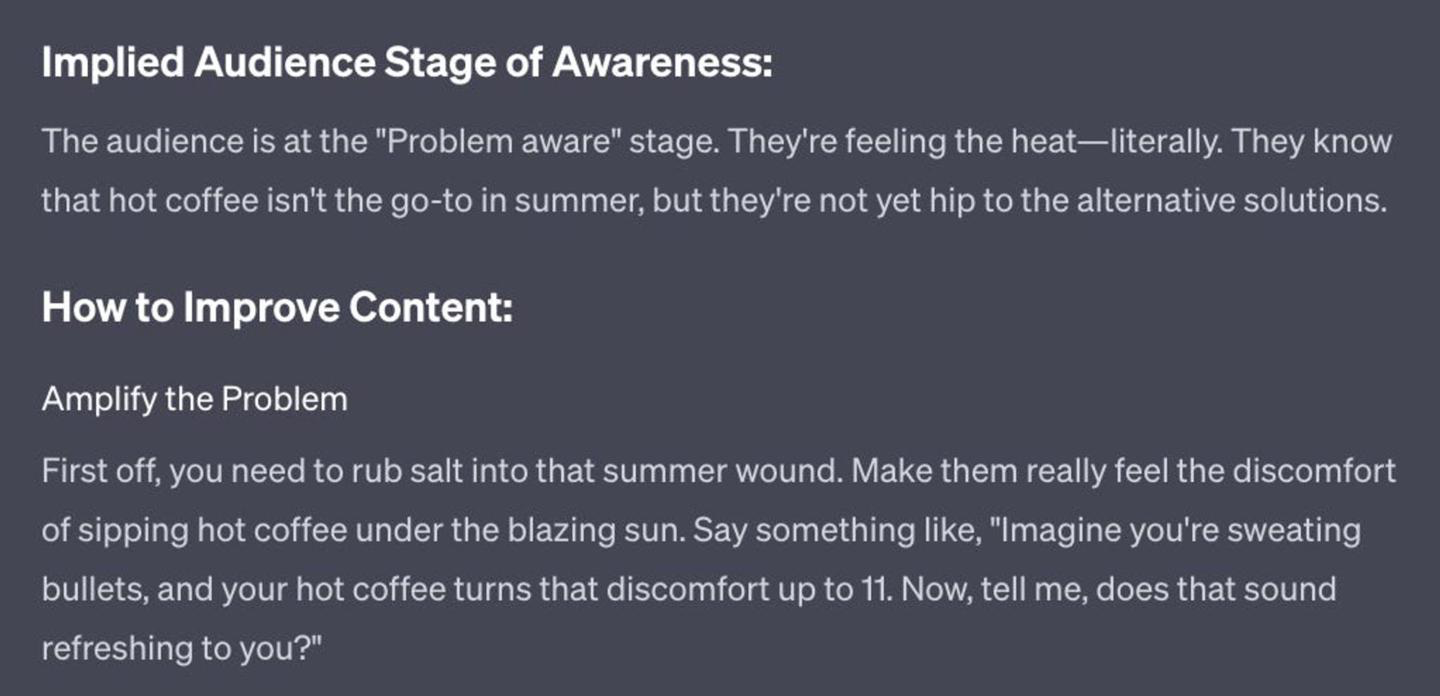 Implied Audience Stage of Awareness:
The audience is at the "Problem aware" stage. They're feeling the heat—literally. They know
that hot coffee isn't the go-to in summer, but they're not yet hip to the alternative solutions.
How to Improve Content:
Amplify the Problem
First off, you need to rub salt into that summer wound. Make them really feel the discomfort
of sipping hot coffee under the blazing sun. Say something like, "Imagine you're sweating
bullets, and your hot coffee turns that discomfort up to 11. Now, tell me, does that sound
refreshing to you?"